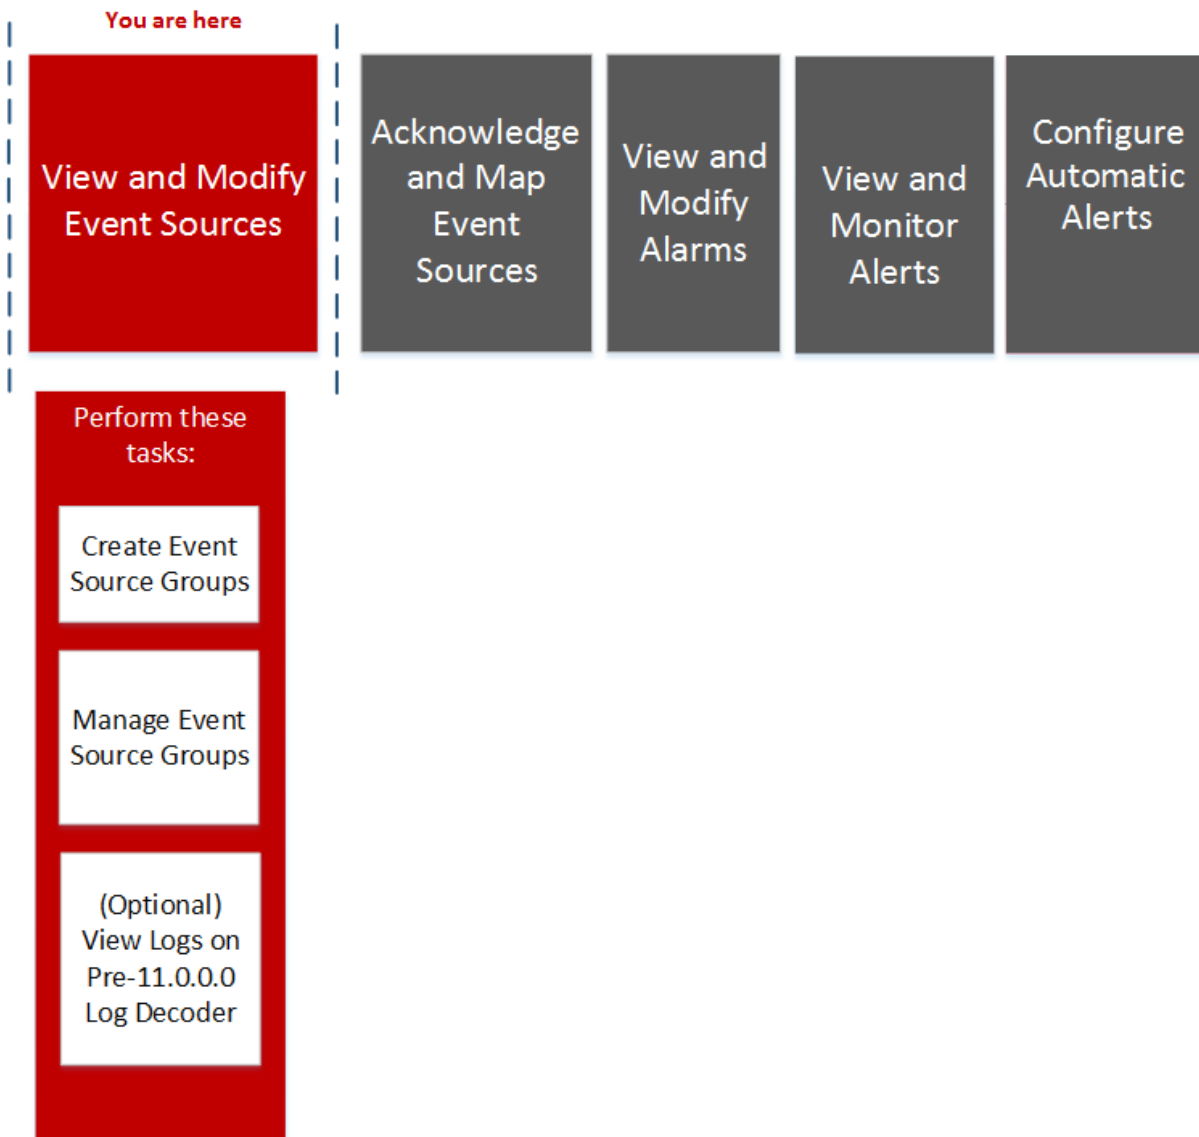 You are here
View and Modify
Event Sources
Acknowledge
and Map
Event
Sources
View and
Modify
Alarms
View and
Monitor
Alerts
Configure
Automatic
Alerts
Perform these
tasks:
Create Event
Source Groups
Manage Event
Source Groups
(Optional)
View Logs on
Pre-11.0.0.0
Log Decoder